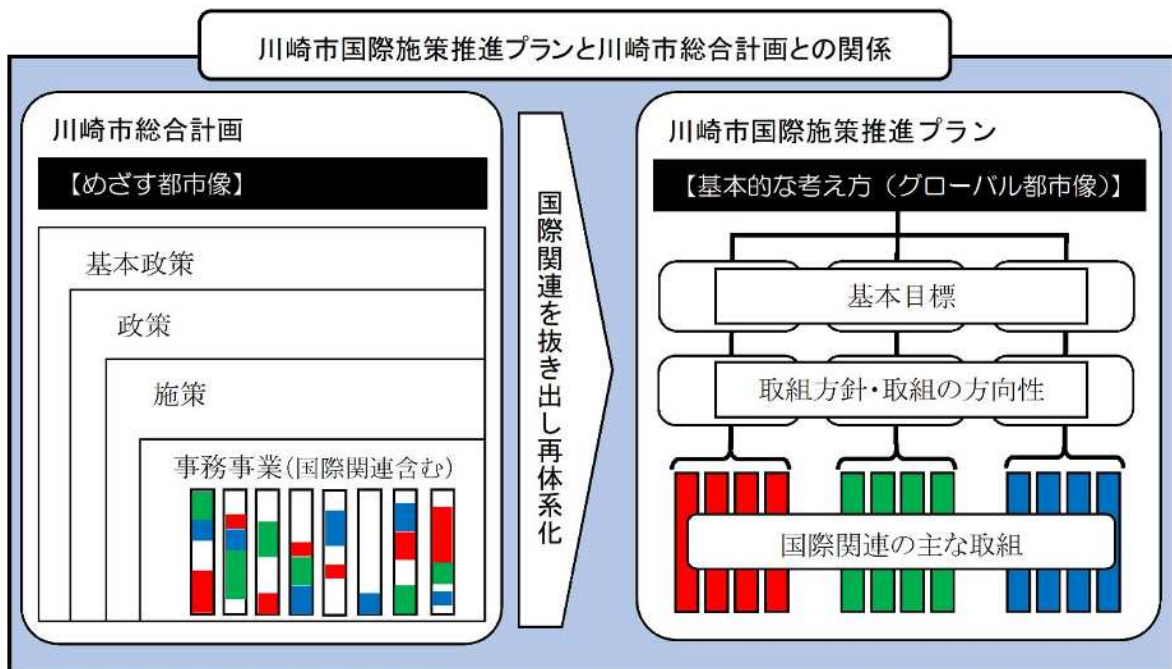 川崎市国際施策推進プランと川崎市総合計画との関係
川崎市総合計画
【めざす都市像】
基本政策
政策
施策
事務事業(国際関連含む)
国際関連を抜き出し再体系化
川崎市国際施策推進プラン
【基本的な考え方（グローバル都市像）】
基本目標
取組方針・取組の方向性
国際関連の主な取組